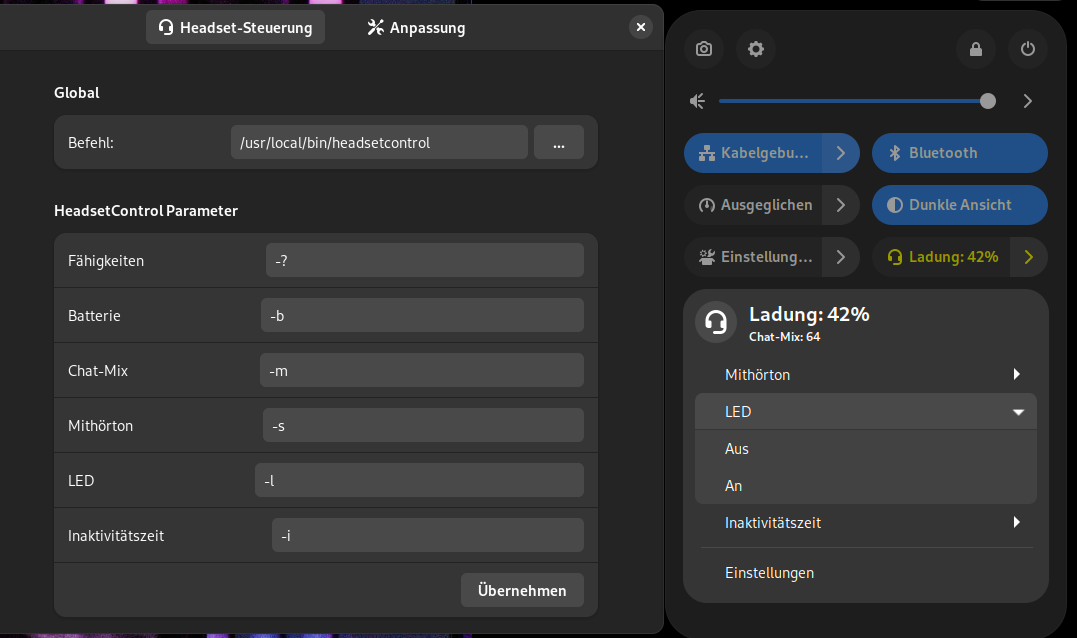 Headset-Steuerung
Anpassung
Global
Befehl:
/usr/local/bin/headsetcontrol
...
HeadsetControl Parameter
Fähigkeiten
-?
Batterie
-b
Chat-Mix
-m
Mithörton
-s
LED
-l
Inaktivitätszeit
-i
Übernehmen
Kabelgebu...
Bluetooth
Ausgeglichen
Dunkle Ansicht
Einstellung...
Ladung: 42%
Ladung: 42%
Chat-Mix: 64
Mithörton
LED
Aus
An
Inaktivitätszeit
Einstellungen